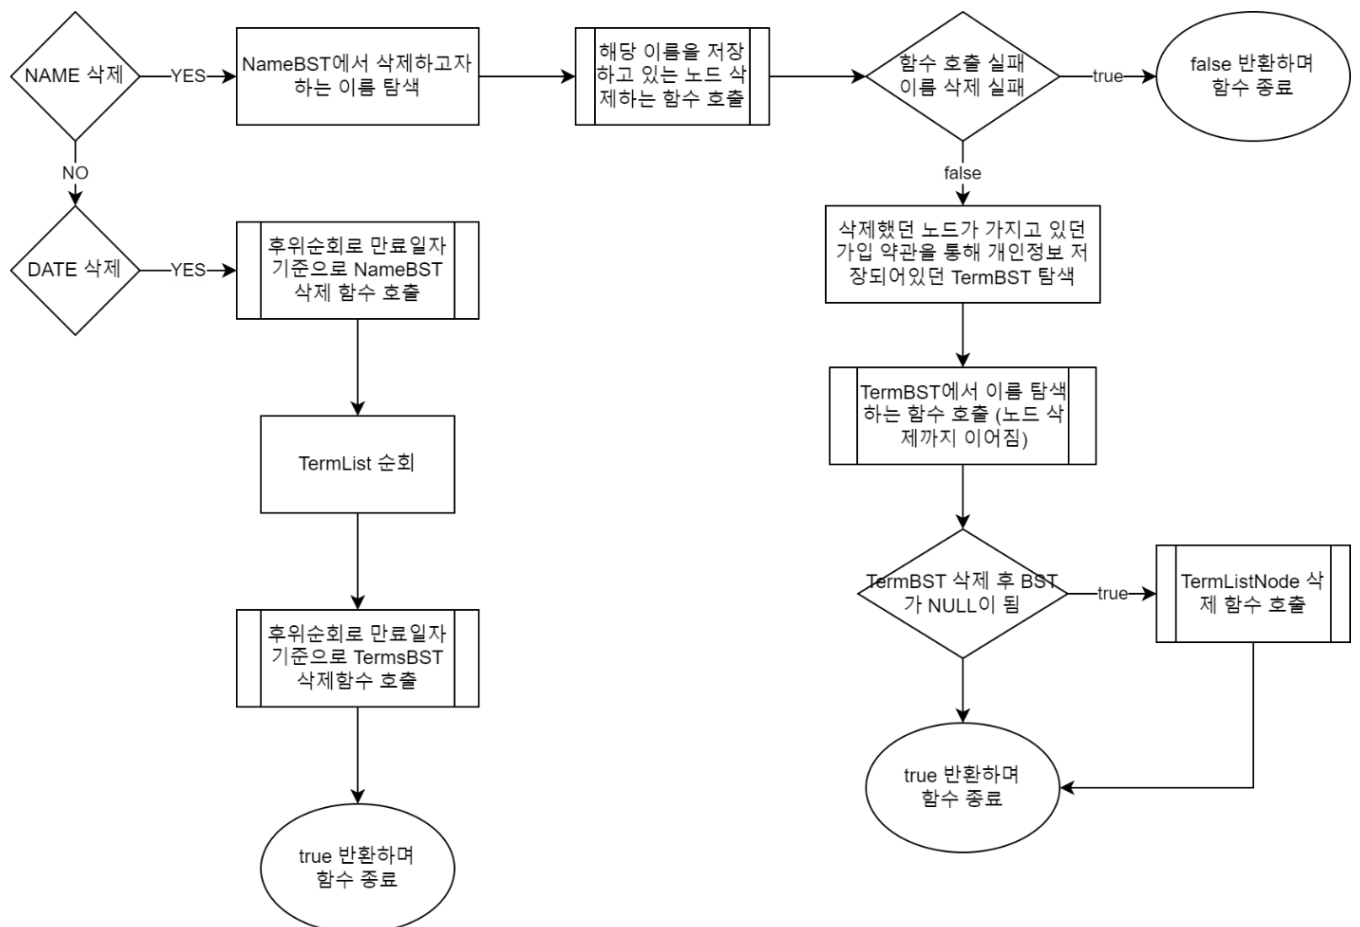 NAME 삭제
YES
NameBST에서 삭제하고자
하는 이름 탐색
해당 이름을 저장
하고 있는 노드 삭
제하는 함수 호출
함수 호출 실패
이름 삭제 실패
true
false 반환하며
함수 종료
NO
false
DATE 삭제
YES
후위순회로 만료일자
기준으로 NameBST
삭제 함수 호출
삭제했던 노드가 가지고 있던
가입 약관을 통해 개인정보 저
장되어있던 TermBST 탐색
TermList 순회
TermBST에서 이름 탐색
하는 함수 호출 (노드 삭
제까지 이어짐)
후위순회로 만료일자
기준으로 TermsBST
삭제함수 호출
TermBST 삭제 후 BST
가 NULL이 됨
true
TermListNode 삭
제 함수 호출
true 반환하며
함수 종료
true 반환하며
함수 종료